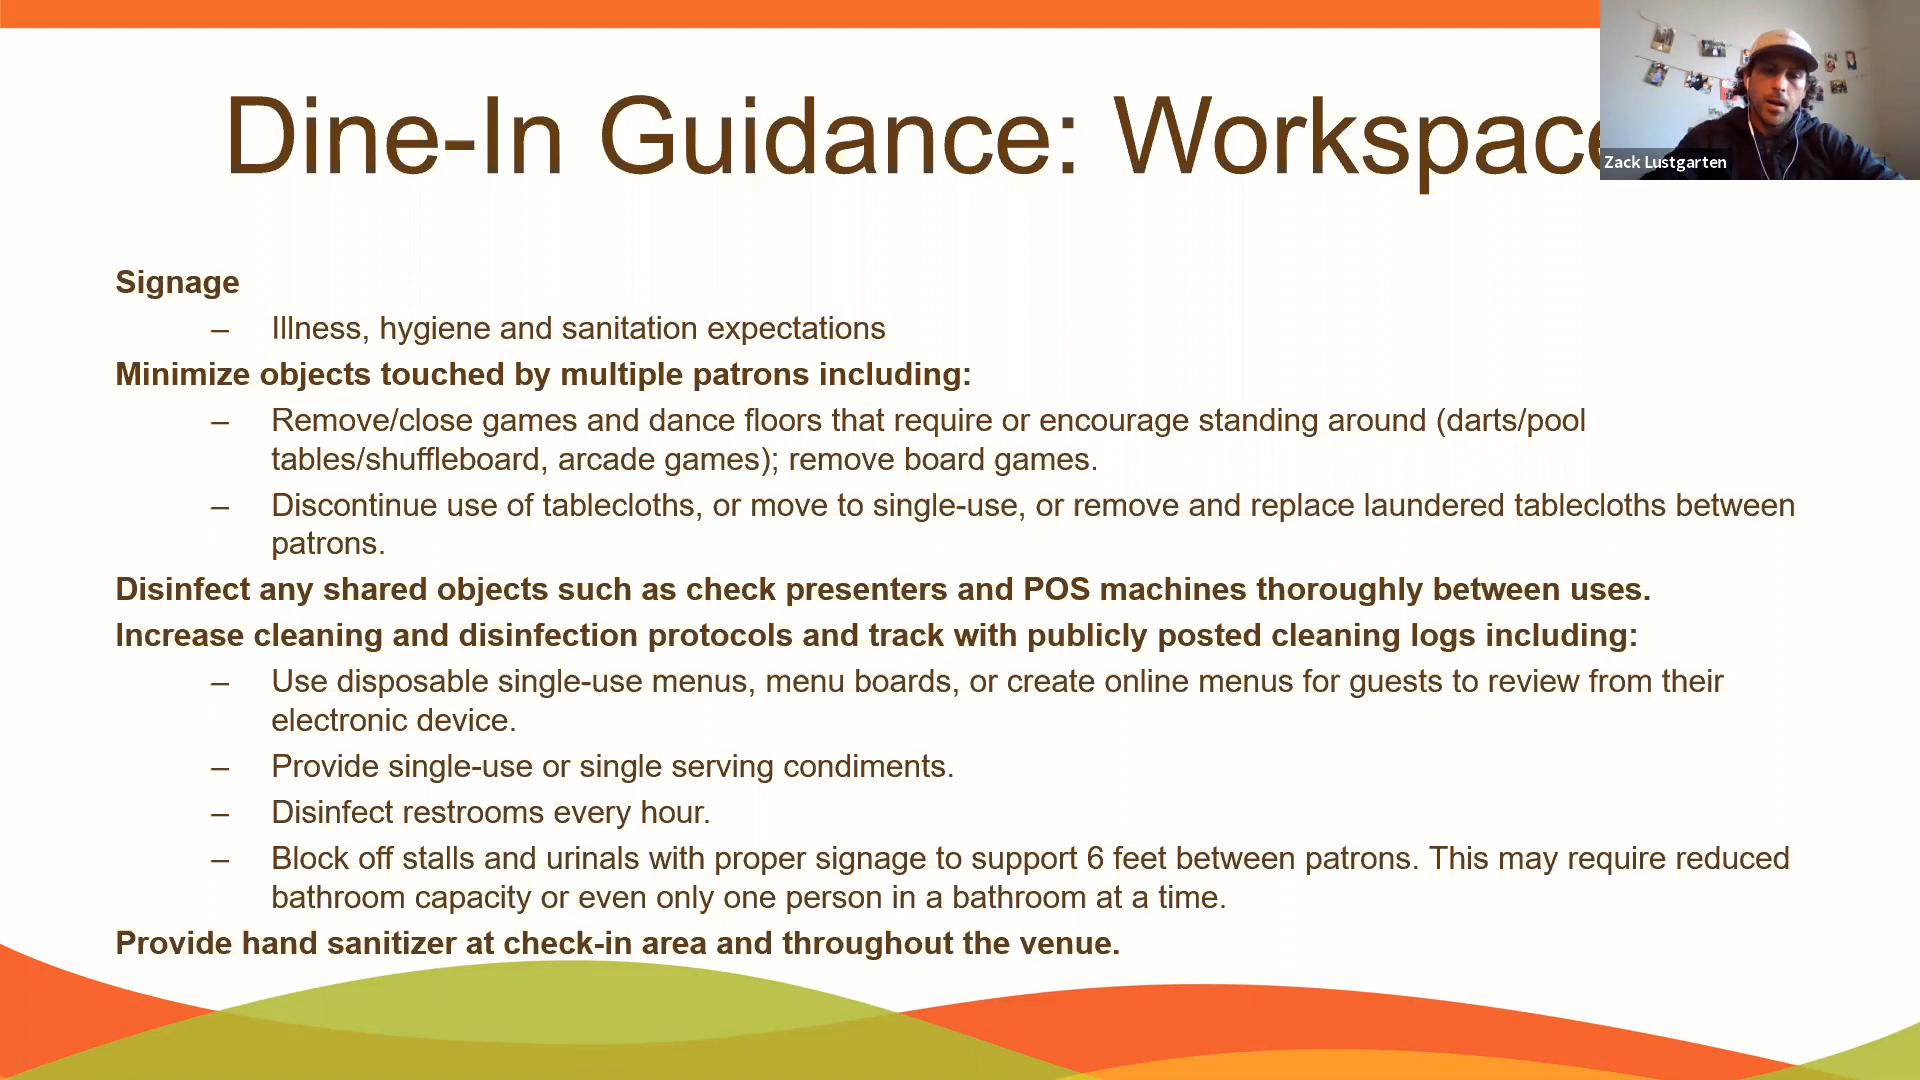 Dine-In Guidance: Workspace
Zack Lustgarten
Signage
– Illness, hygiene and sanitation expectations
Minimize objects touched by multiple patrons including:
– Remove/close games and dance floors that require or encourage standing around (darts/pool
tables/shuffleboard, arcade games); remove board games.
– Discontinue use of tablecloths, or move to single-use, or remove and replace laundered tablecloths between
patrons.
Disinfect any shared objects such as check presenters and POS machines thoroughly between uses.
Increase cleaning and disinfection protocols and track with publicly posted cleaning logs including:
– Use disposable single-use menus, menu boards, or create online menus for guests to review from their
electronic device.
– Provide single-use or single serving condiments.
– Disinfect restrooms every hour.
– Block off stalls and urinals with proper signage to support 6 feet between patrons. This may require reduced
bathroom capacity or even only one person in a bathroom at a time.
Provide hand sanitizer at check-in area and throughout the venue.